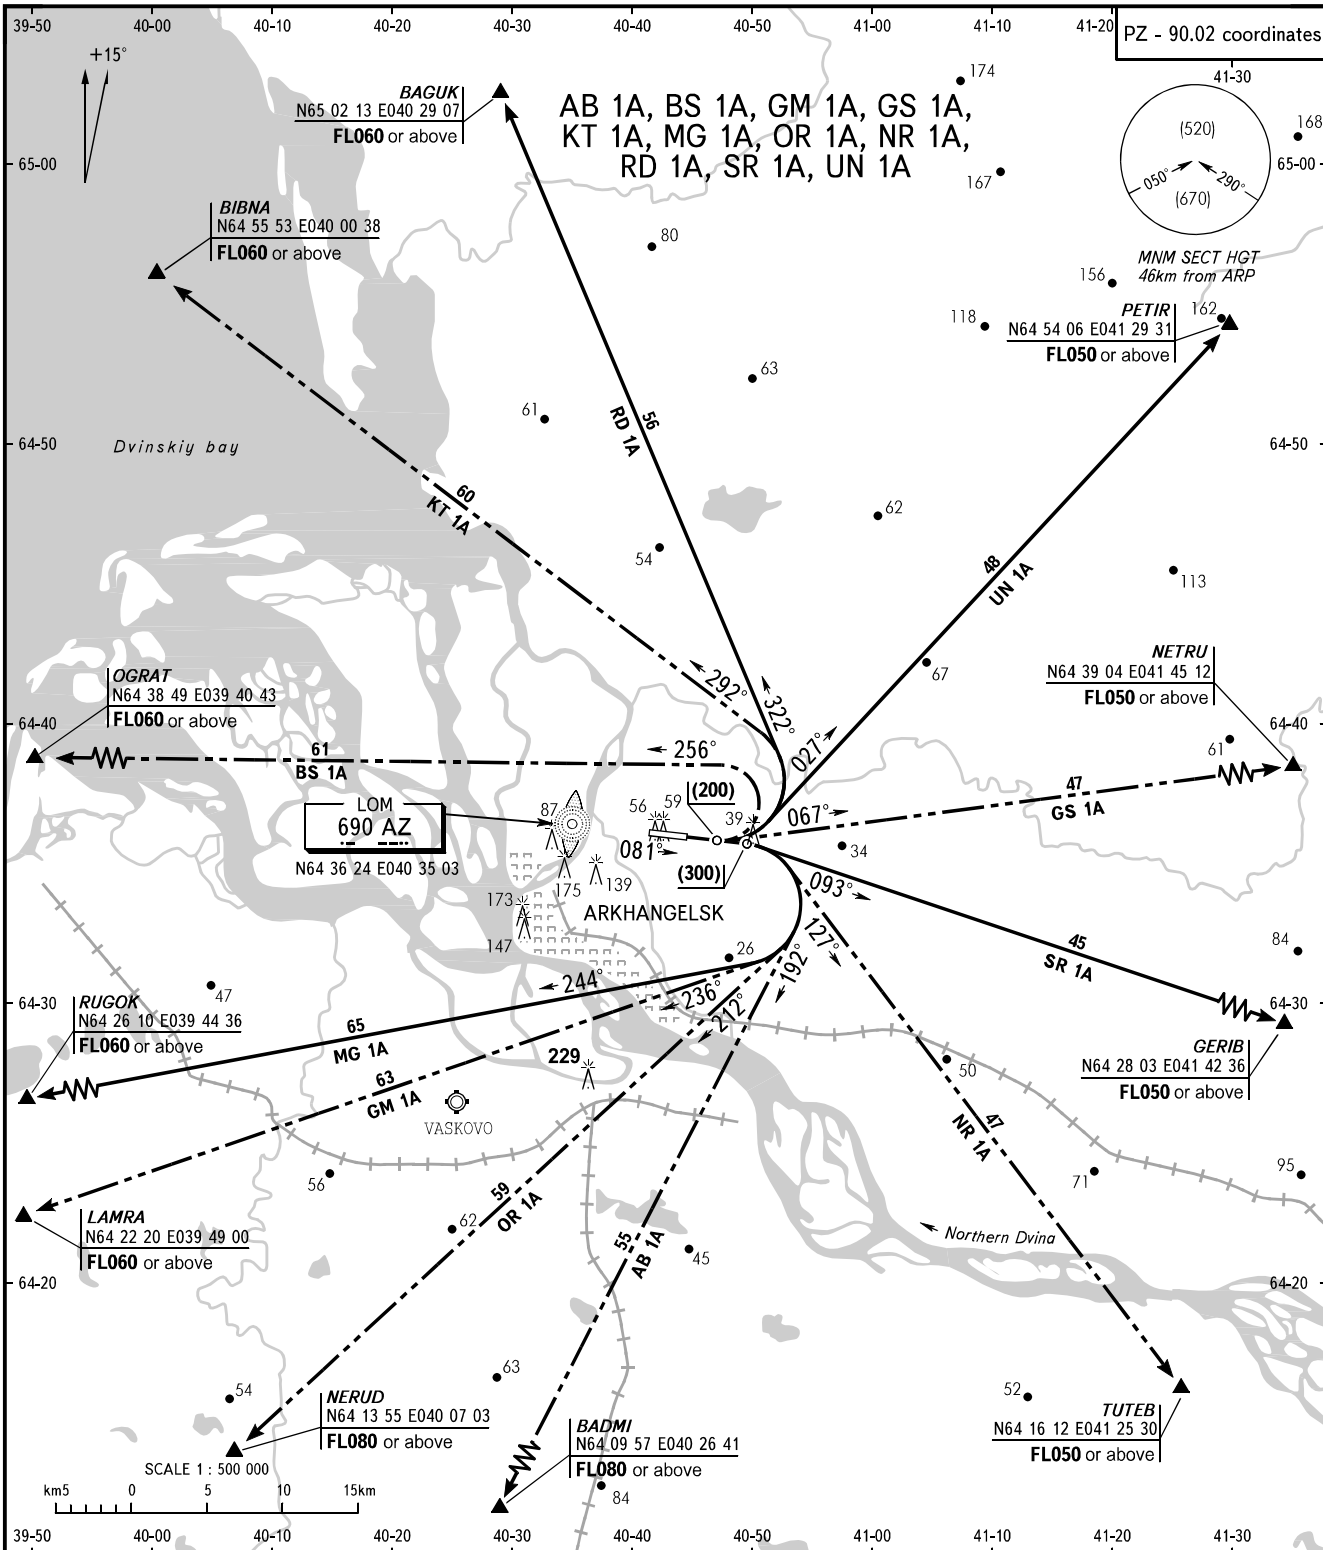 39-50 40-00 40-10 40-20 40-30 40-40 40-50 41-00 41-10 41-20
PZ - 90.02 coordinates
41-30
+15°
BAGUK
N65 02 13 E040 29 07
FL060 or above
AB 1A, BS 1A, GM 1A, GS 1A,
KT 1A, MG 1A, OR 1A, NR 1A,
RD 1A, SR 1A, UN 1A
174
168
(520)
050° 290°
(670)
MNM SECT HGT
46km from ARP
65-00
65-00
167
BIBNA
N64 55 53 E040 00 38
FL060 or above
80
156
118
162
PETIR
N64 54 06 E041 29 31
FL050 or above
63
61
56
RD 1A
64-50
64-50
Dvinskiy bay
60
KT 1A
62
54
48
UN 1A
113
67
NETRU
N64 39 04 E041 45 12
FL050 or above
OGRAT
N64 38 49 E039 40 43
FL060 or above
292°
322°
027°
64-40
64-40
61
61
BS 1A
256°
47
GS 1A
067°
LOM
690 AZ
N64 36 24 E040 35 03
87
56
59
(200)
39
081°
(300)
34
093°
173
175
139
147
ARKHANGELSK
127°
192°
26
45
SR 1A
84
244°
236°
212°
47
64-30
64-30
RUGOK
N64 26 10 E039 44 36
FL060 or above
65
MG 1A
GERIB
N64 28 03 E041 42 36
FL050 or above
229
50
63
GM 1A
VASKOVO
47
NR 1A
56
71
95
59
OR 1A
62
LAMRA
N64 22 20 E039 49 00
FL060 or above
55
AB 1A
45
Northern Dvina
64-20
64-20
54
63
52
NERUD
N64 13 55 E040 07 03
FL080 or above
BADMI
N64 09 57 E040 26 41
FL080 or above
TUTEB
N64 16 12 E041 25 30
FL050 or above
84
SCALE 1 : 500 000
km5 0 5 10 15km
39-50 40-00 40-10 40-20 40-30 40-40 40-50 41-00 41-10 41-20 41-30